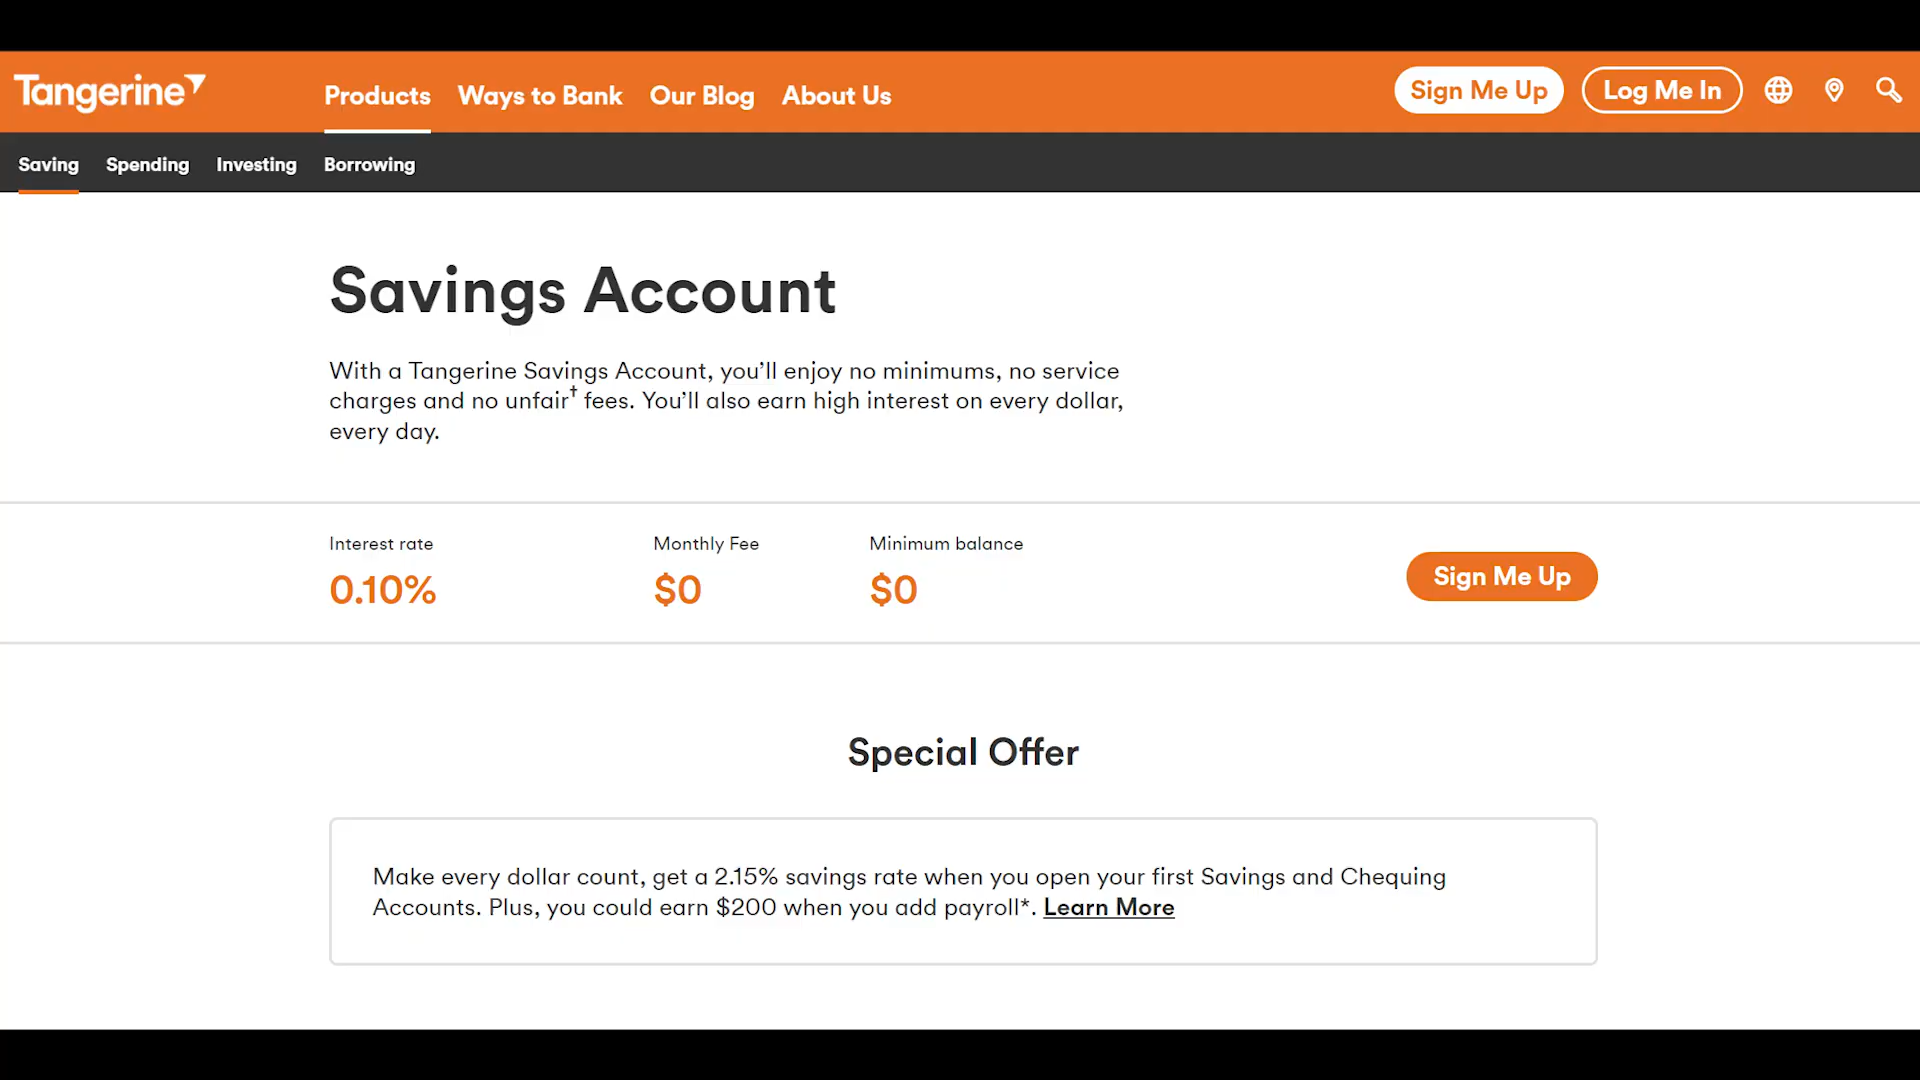 Tangerine
Products Ways to Bank Our Blog About Us
Sign Me Up Log Me In
Saving Spending Investing Borrowing
Savings Account
With a Tangerine Savings Account, you’ll enjoy no minimums, no service
charges and no unfair† fees. You’ll also earn high interest on every dollar,
every day.
Interest rate Monthly Fee Minimum balance
0.10% $0 $0
Sign Me Up
Special Offer
Make every dollar count, get a 2.15% savings rate when you open your first Savings and Chequing
Accounts. Plus, you could earn $200 when you add payroll*. Learn More